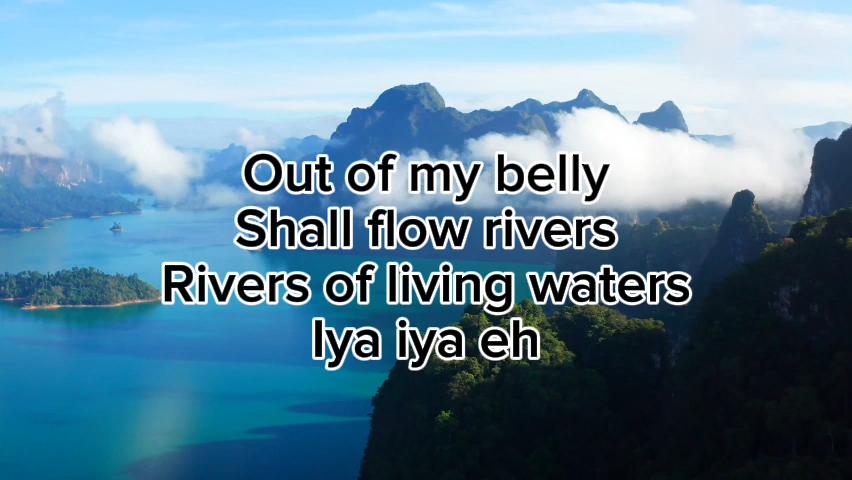 Out of my belly
Shall flow rivers
Rivers of living waters
Iya iya eh